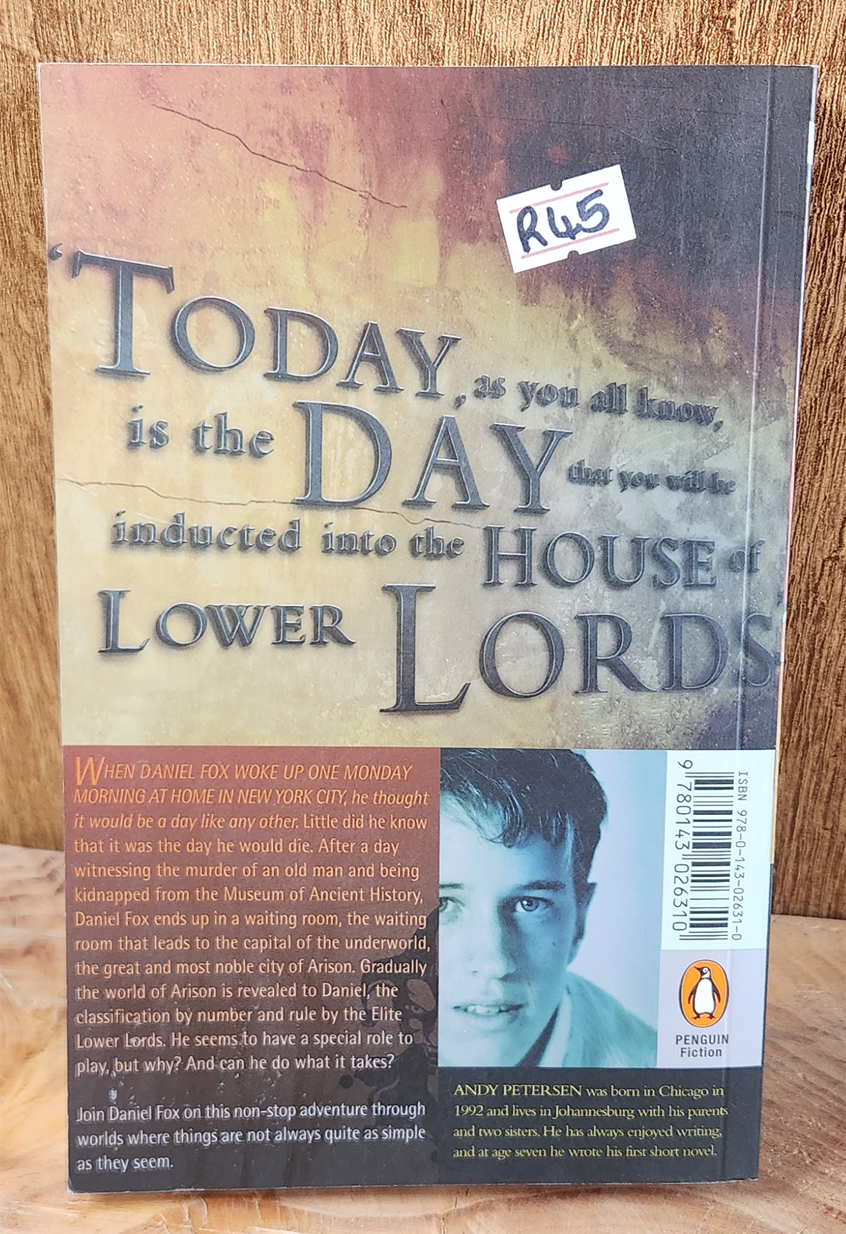 R45
‘TODAY, as you all know,
is the DAY that you will be
inducted into the HOUSE of
LOWER LORDS’
WHEN DANIEL FOX WOKE UP ONE MONDAY
MORNING AT HOME IN NEW YORK CITY, he thought
it would be a day like any other. Little did he know
that it was the day he would die. After a day
witnessing the murder of an old man and being
kidnapped from the Museum of Ancient History,
Daniel Fox ends up in a waiting room, the waiting
room that leads to the capital of the underworld,
the great and most noble city of Arison. Gradually
the world of Arison is revealed to Daniel, the
classification by number and rule by the Elite
Lower Lords. He seems to have a special role to
play, but why? And can he do what it takes?
Join Daniel Fox on this non-stop adventure through
worlds where things are not always quite as simple
as they seem.
ISBN 978-0-143-02631-0
9 780143 026310
PENGUIN
Fiction
ANDY PETERSEN was born in Chicago in
1992 and lives in Johannesburg with his parents
and two sisters. He has always enjoyed writing,
and at age seven he wrote his first short novel.